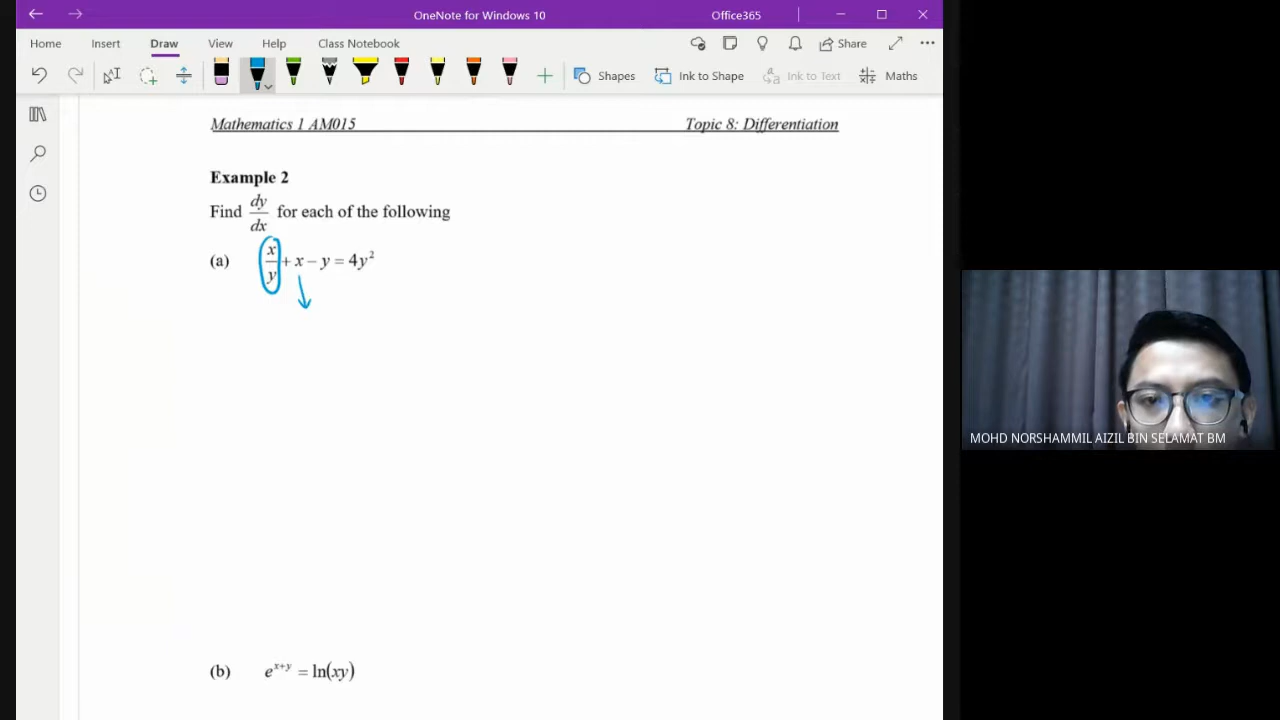 OneNote for Windows 10
Office365
Home Insert Draw View Help Class Notebook
Share
Shapes Ink to Shape Ink to Text Maths
Mathematics 1 AM015 Topic 8: Differentiation
Example 2
Find dy/dx for each of the following
(a) x/y + x − y = 4y²
(b) e^{x+y} = ln(xy)
MOHD NORSHAMMIL AIZIL BIN SELAMAT BM